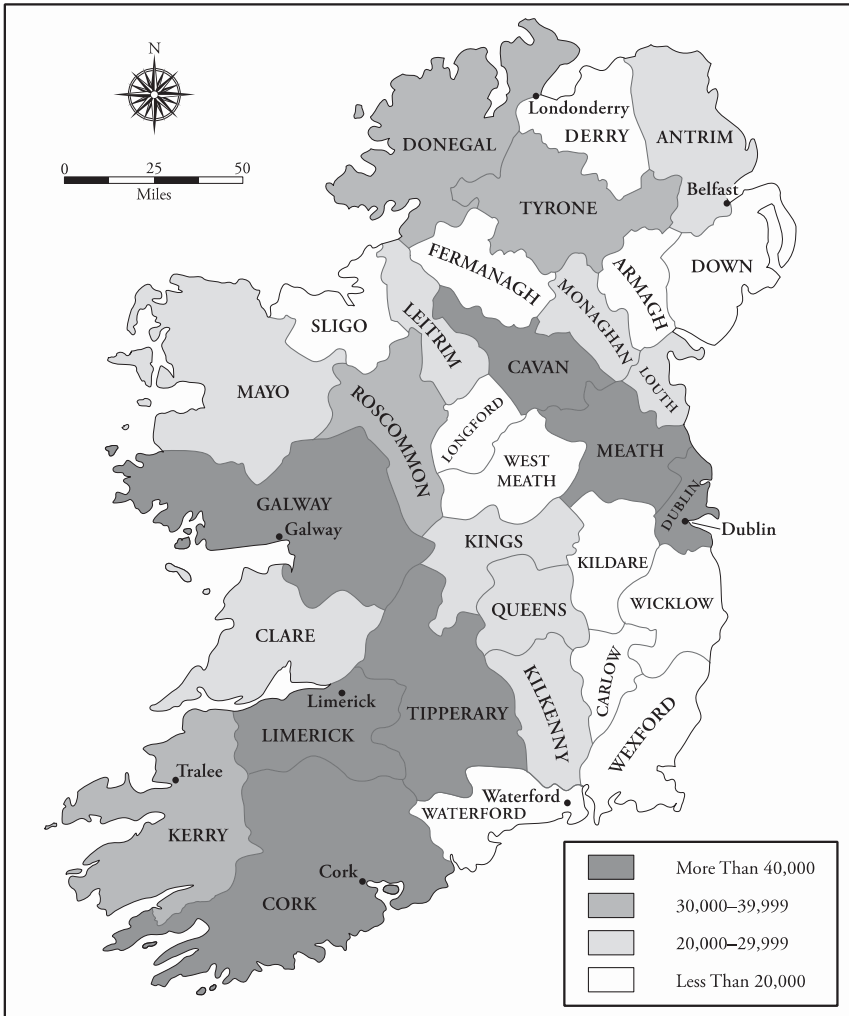 N
0 25 50
Miles
Londonderry
DERRY
ANTRIM
DONEGAL
Belfast
TYRONE
FERMANAGH
ARMAGH
DOWN
MONAGHAN
SLIGO
LEITRIM
CAVAN
LOUTH
MAYO
ROSCOMMON
LONGFORD
MEATH
WEST
MEATH
DUBLIN
GALWAY
Galway
Dublin
KINGS
KILDARE
QUEENS
WICKLOW
CLARE
CARLOW
KILKENNY
Limerick
TIPPERARY
LIMERICK
WEXFORD
Tralee
Waterford
WATERFORD
KERRY
Cork
CORK
More Than 40,000
30,000–39,999
20,000–29,999
Less Than 20,000